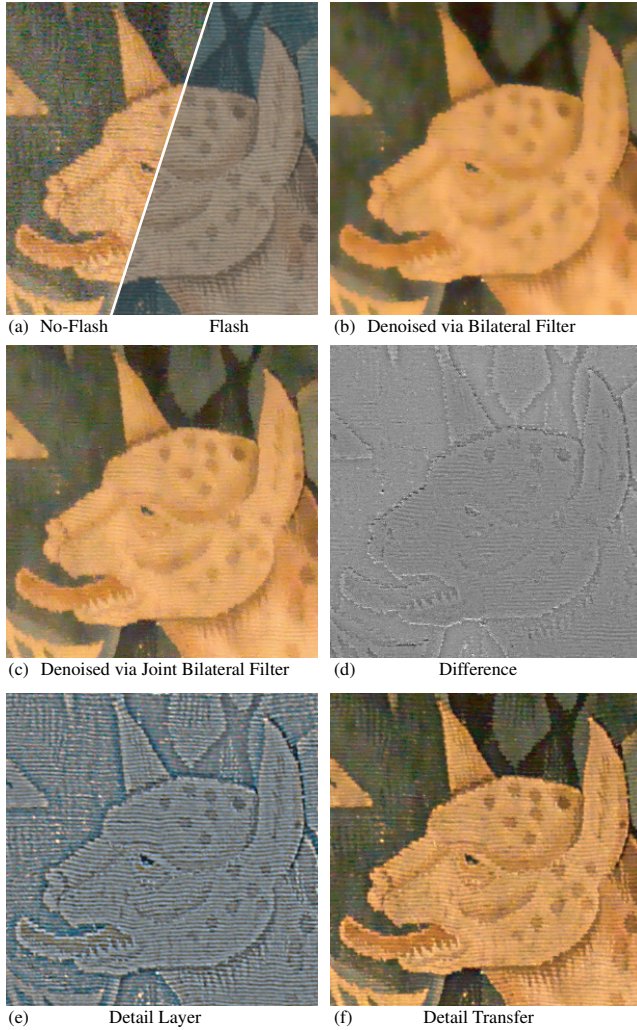 (a) No-Flash Flash
(b) Denoised via Bilateral Filter
(c) Denoised via Joint Bilateral Filter
(d) Difference
(e) Detail Layer
(f) Detail Transfer